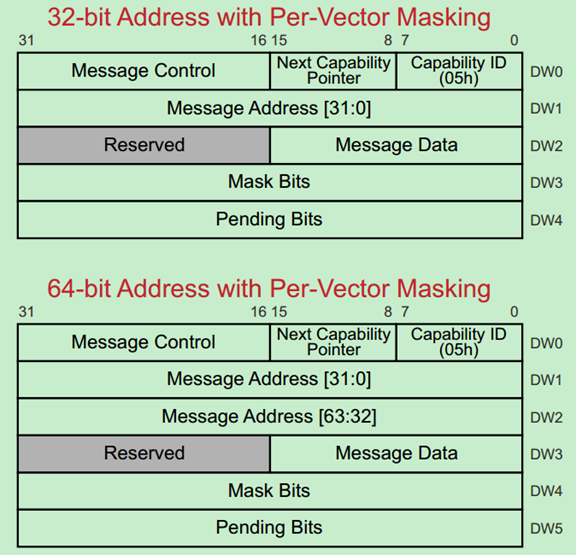 32-bit Address with Per-Vector Masking
31 16 15 8 7 0
Message Control Next Capability Pointer Capability ID (05h) DW0
Message Address [31:0] DW1
Reserved Message Data DW2
Mask Bits DW3
Pending Bits DW4
64-bit Address with Per-Vector Masking
31 16 15 8 7 0
Message Control Next Capability Pointer Capability ID (05h) DW0
Message Address [31:0] DW1
Message Address [63:32] DW2
Reserved Message Data DW3
Mask Bits DW4
Pending Bits DW5